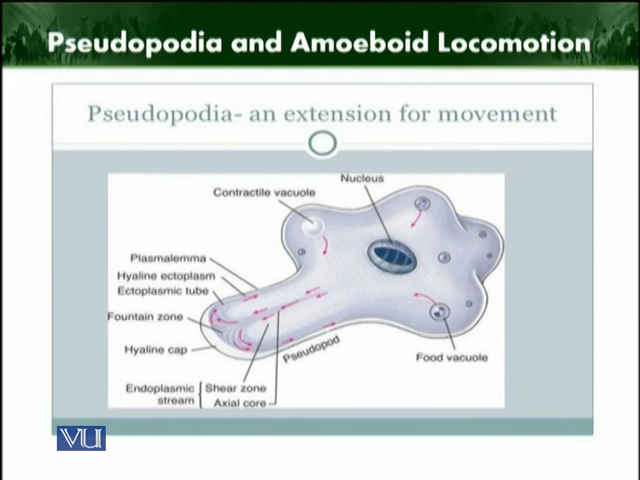 Pseudopodia and Amoeboid Locomotion
Pseudopodia- an extension for movement
Nucleus
Contractile vacuole
Plasmalemma
Hyaline ectoplasm
Ectoplasmic tube
Fountain zone
Hyaline cap
Pseudopod
Food vacuole
Endoplasmic
stream
Shear zone
Axial core
VU